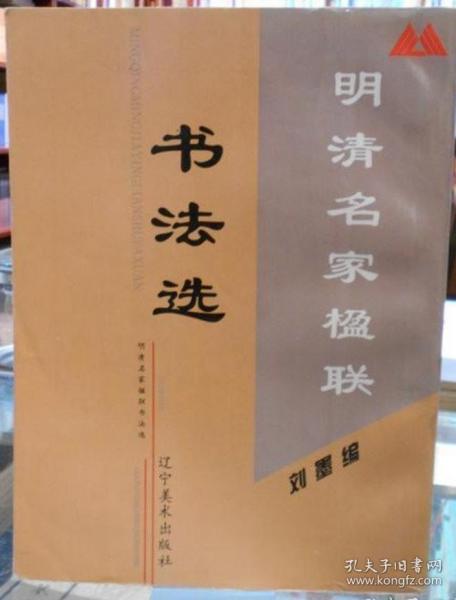 明清名家楹联
书法选
刘墨编
明清名家楹联书法选
辽宁美术出版社
孔夫子旧书网
www.kongfz.com